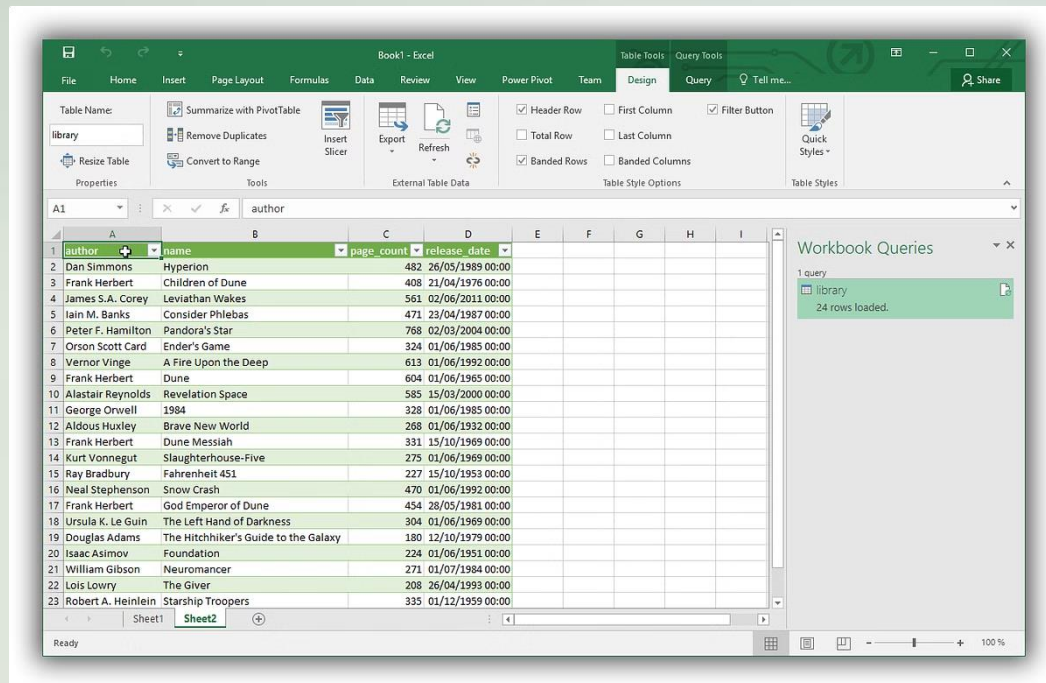 Book1 - Excel
Table Tools Query Tools
File Home Insert Page Layout Formulas Data Review View Power Pivot Team Design Query Tell me... Share
Table Name:
library
Resize Table
Properties
Summarize with PivotTable
Remove Duplicates
Convert to Range
Tools
Insert
Slicer
Export
Refresh
External Table Data
Header Row First Column Filter Button
Total Row Last Column
Banded Rows Banded Columns
Table Style Options
Quick
Styles
Table Styles
A1 fx author
A B C D E F G H I
1 author name page_count release_date
2 Dan Simmons Hyperion 482 26/05/1989 00:00
3 Frank Herbert Children of Dune 408 21/04/1976 00:00
4 James S.A. Corey Leviathan Wakes 561 02/06/2011 00:00
5 Iain M. Banks Consider Phlebas 471 23/04/1987 00:00
6 Peter F. Hamilton Pandora's Star 768 02/03/2004 00:00
7 Orson Scott Card Ender's Game 324 01/06/1985 00:00
8 Vernor Vinge A Fire Upon the Deep 613 01/06/1992 00:00
9 Frank Herbert Dune 604 01/06/1965 00:00
10 Alastair Reynolds Revelation Space 585 15/03/2000 00:00
11 George Orwell 1984 328 01/06/1985 00:00
12 Aldous Huxley Brave New World 268 01/06/1932 00:00
13 Frank Herbert Dune Messiah 331 15/10/1969 00:00
14 Kurt Vonnegut Slaughterhouse-Five 275 01/06/1969 00:00
15 Ray Bradbury Fahrenheit 451 227 15/10/1953 00:00
16 Neal Stephenson Snow Crash 470 01/06/1992 00:00
17 Frank Herbert God Emperor of Dune 454 28/05/1981 00:00
18 Ursula K. Le Guin The Left Hand of Darkness 304 01/06/1969 00:00
19 Douglas Adams The Hitchhiker's Guide to the Galaxy 180 12/10/1979 00:00
20 Isaac Asimov Foundation 224 01/06/1951 00:00
21 William Gibson Neuromancer 271 01/07/1984 00:00
22 Lois Lowry The Giver 208 26/04/1993 00:00
23 Robert A. Heinlein Starship Troopers 335 01/12/1959 00:00
Workbook Queries
1 query
library
24 rows loaded.
Sheet1 Sheet2
Ready 100 %